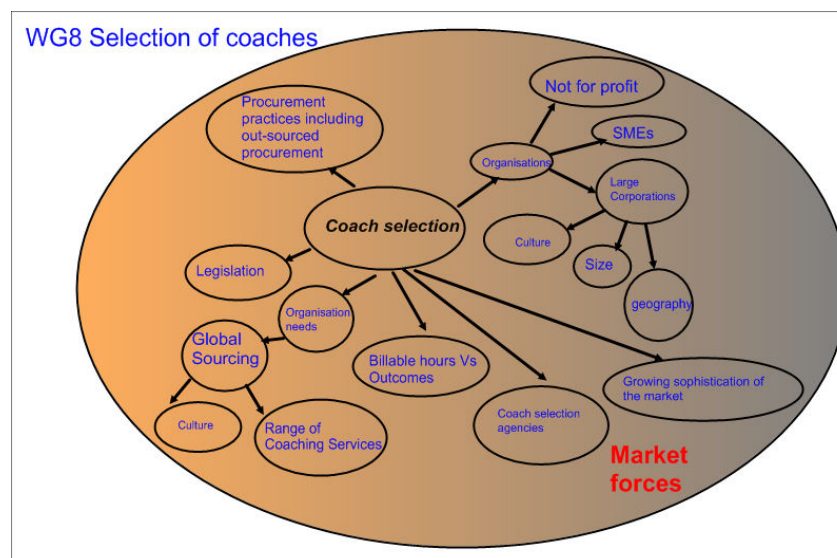 WG8 Selection of coaches
Procurement
practices including
out-sourced
procurement
Not for profit
SMEs
Organisations
Large
Corporations
Coach selection
Culture
Size
geography
Legislation
Organisation
needs
Global
Sourcing
Billable hours Vs
Outcomes
Growing sophistication of
the market
Culture
Range of
Coaching Services
Coach selection
agencies
Market
forces